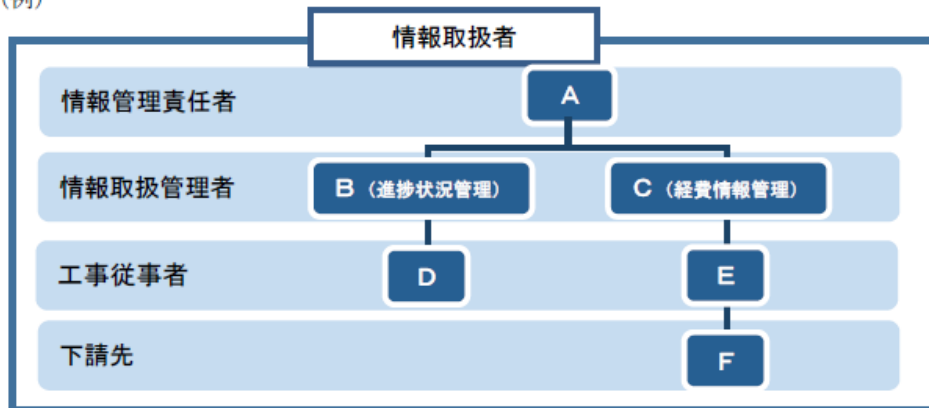 （例）
情報取扱者
情報管理責任者 A
情報取扱管理者 B（進捗状況管理） C（経費情報管理）
工事従事者 D E
下請先 F